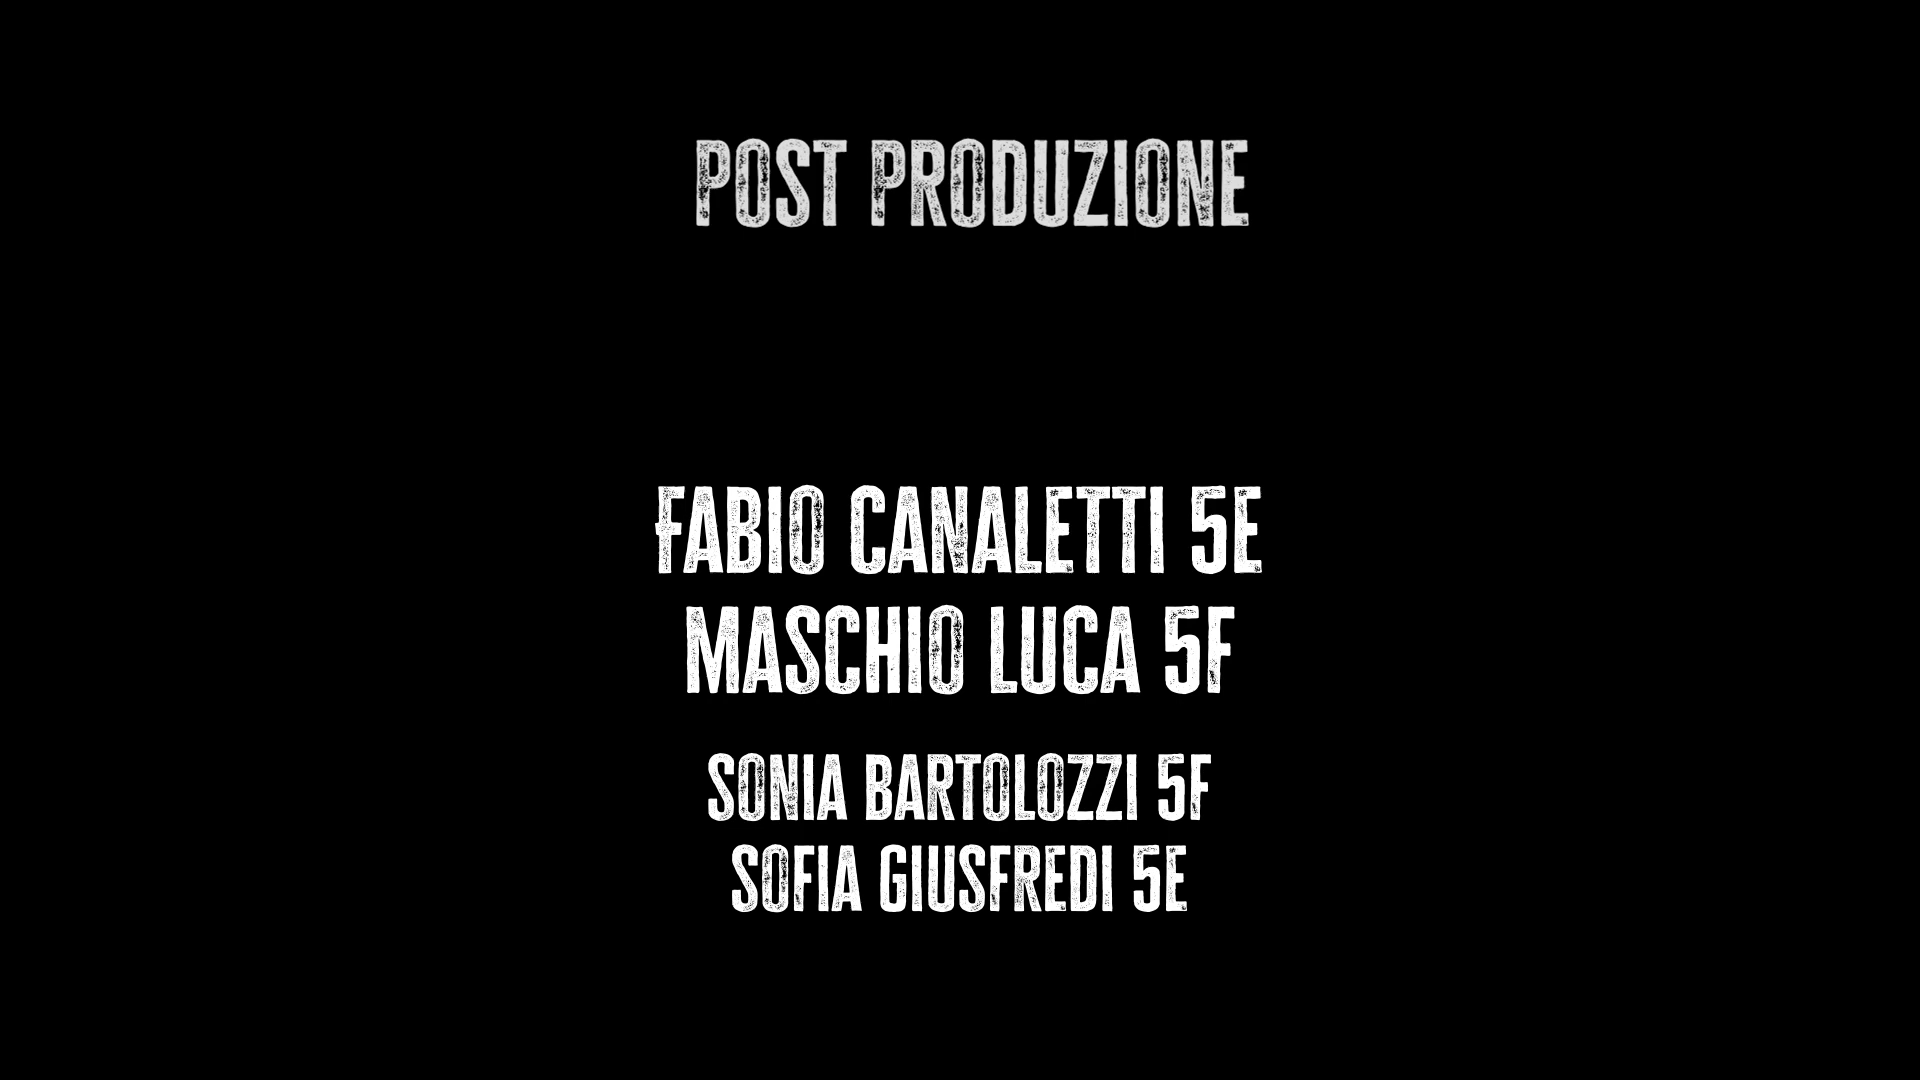 POST PRODUZIONE
FABIO CANALETTI 5E
MASCHIO LUCA 5F
SONIA BARTOLOZZI 5F
SOFIA GIUSFREDI 5E